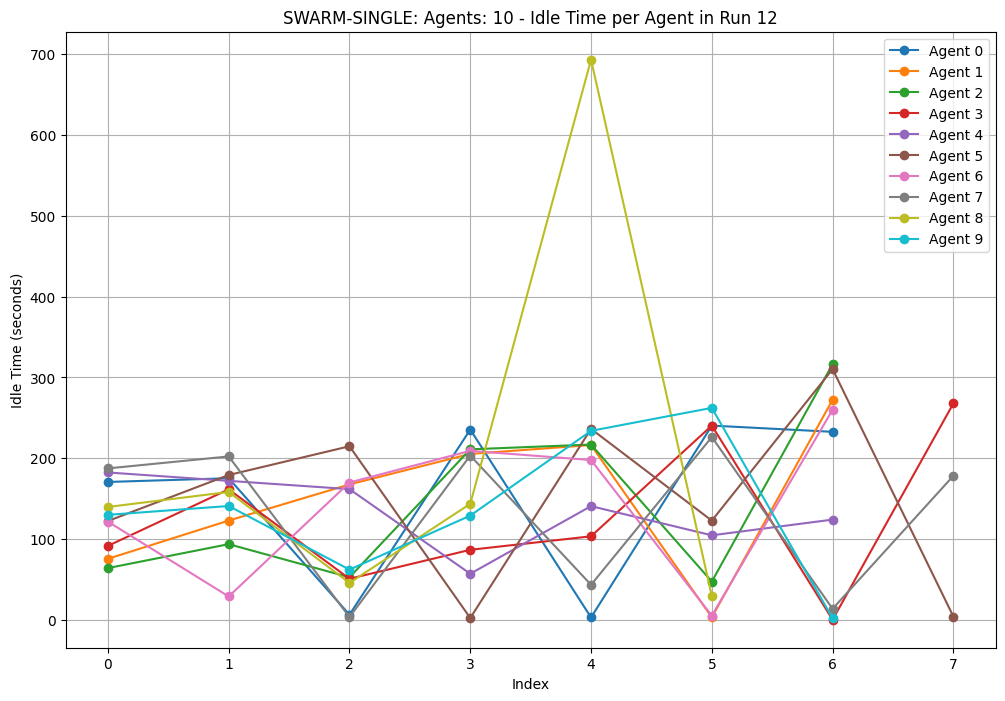 SWARM-SINGLE: Agents: 10 - Idle Time per Agent in Run 12
700
600
500
400
300
200
100
0
Idle Time (seconds)
0 1 2 3 4 5 6 7
Index
Agent 0
Agent 1
Agent 2
Agent 3
Agent 4
Agent 5
Agent 6
Agent 7
Agent 8
Agent 9